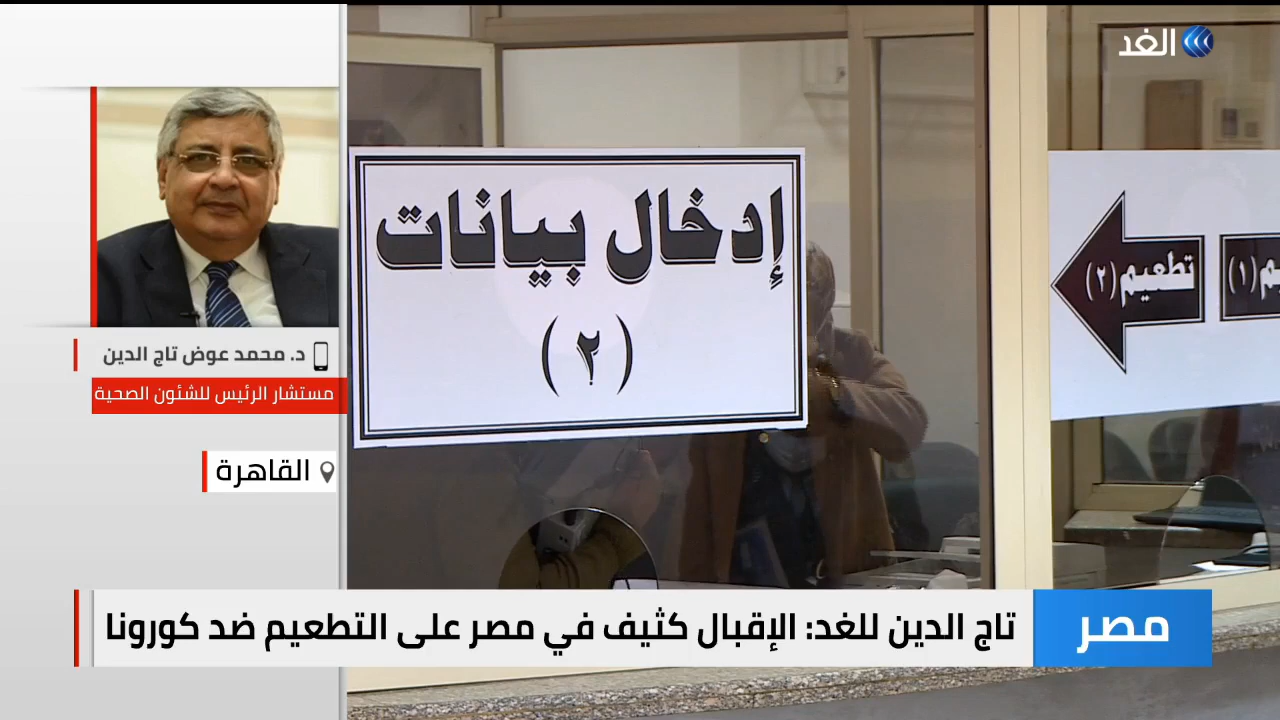 الغد
إدخال بيانات
(٢)
تطعيم (٢)
(١)
د. محمد عوض تاج الدين
مستشار الرئيس للشئون الصحية
القاهرة
مصر
تاج الدين للغد: الإقبال كثيف في مصر على التطعيم ضد كورونا